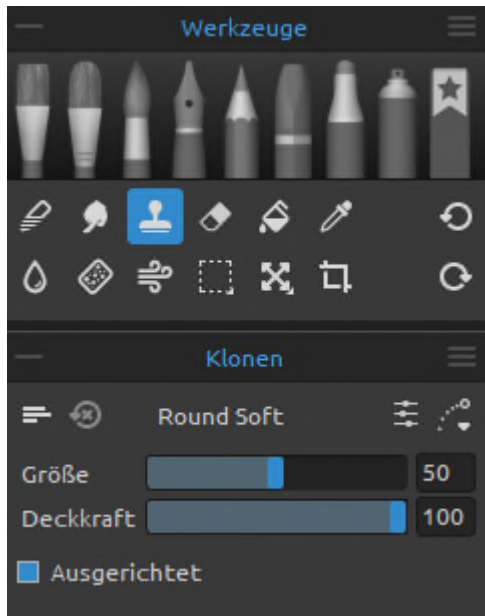 Werkzeuge
Klonen
Round Soft
Größe 50
Deckkraft 100
Ausgerichtet